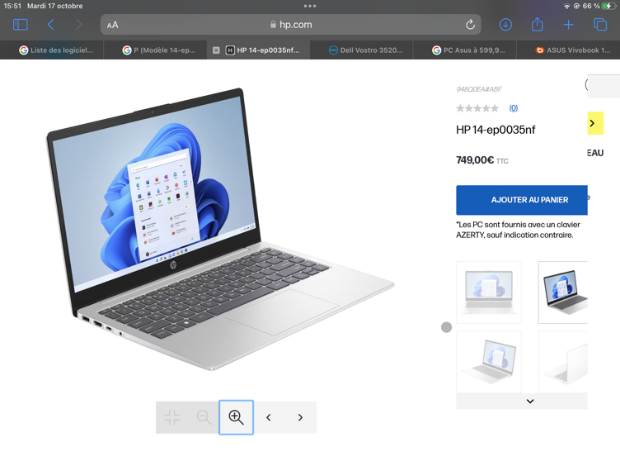 15:51 Mardi 17 octobre
66 %
AA
hp.com
Liste des logiciel...
P (Modèle 14-ep...
HP 14-ep0035nf...
Dell Vostro 3520...
PC Asus à 599,9...
ASUS Vivobook 1...
948Q0EA#ABF
(0)
HP 14-ep0035nf
EAU
749,00€ TTC
AJOUTER AU PANIER
*Les PC sont fournis avec un clavier
AZERTY, sauf indication contraire.
hp